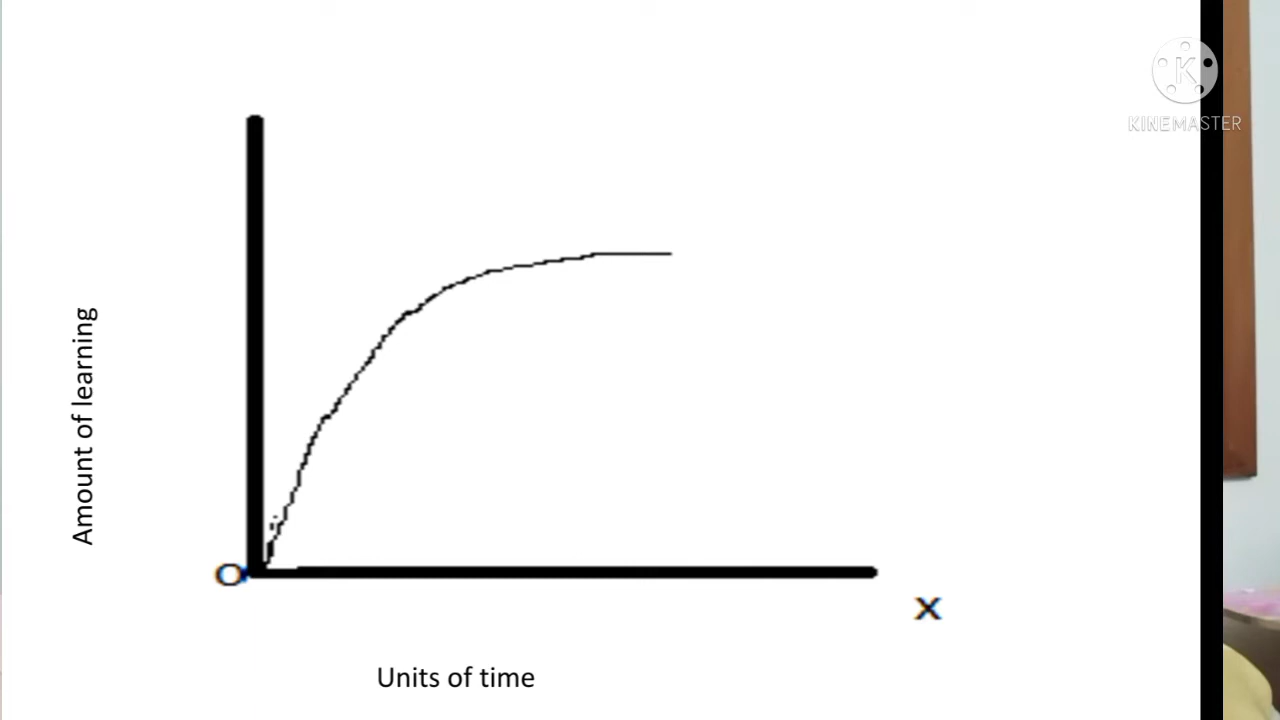 K
KINEMASTER
Amount of learning
O
X
Units of time